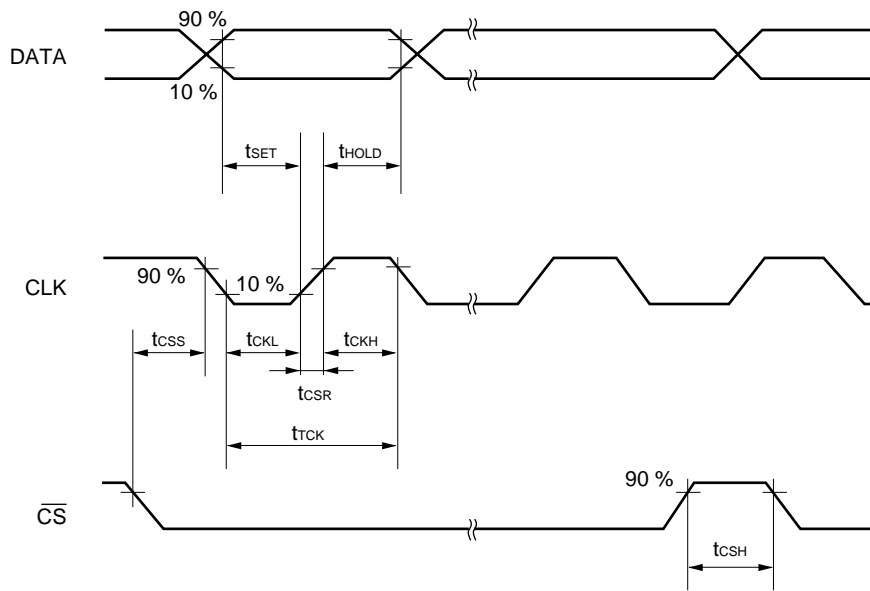 90 %
DATA
10 %
tSET
tHOLD
90 %
10 %
CLK
tCSS
tCKL
tCKH
tCSR
tTCK
90 %
CS
tCSH